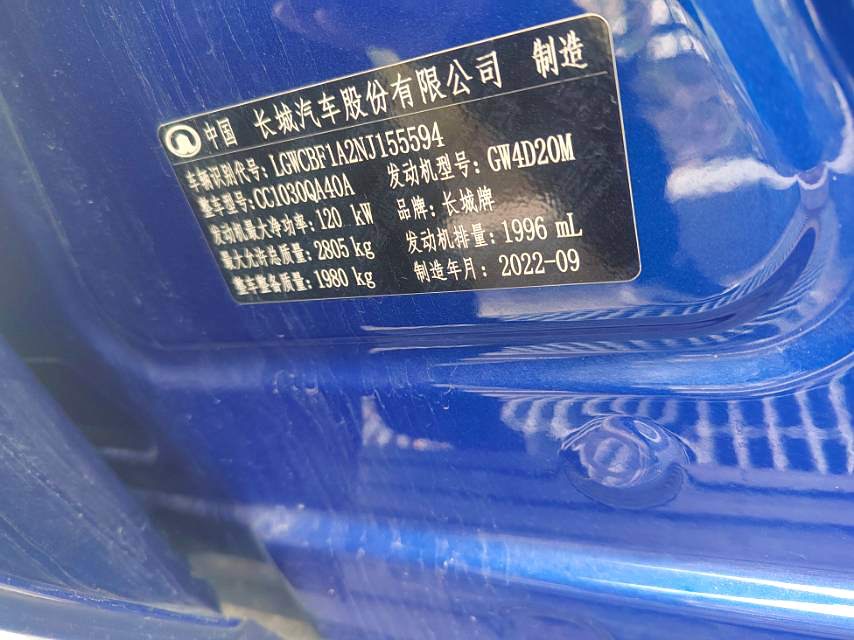 中国 长城汽车股份有限公司 制造
车辆识别代号：LGWCBF1A2NJ155594
整车型号：CC1030QA40A 发动机型号：GW4D20M
发动机最大净功率：120 kW 品牌：长城牌
最大允许总质量：2805 kg 发动机排量：1996 mL
整车整备质量：1980 kg 制造年月：2022-09